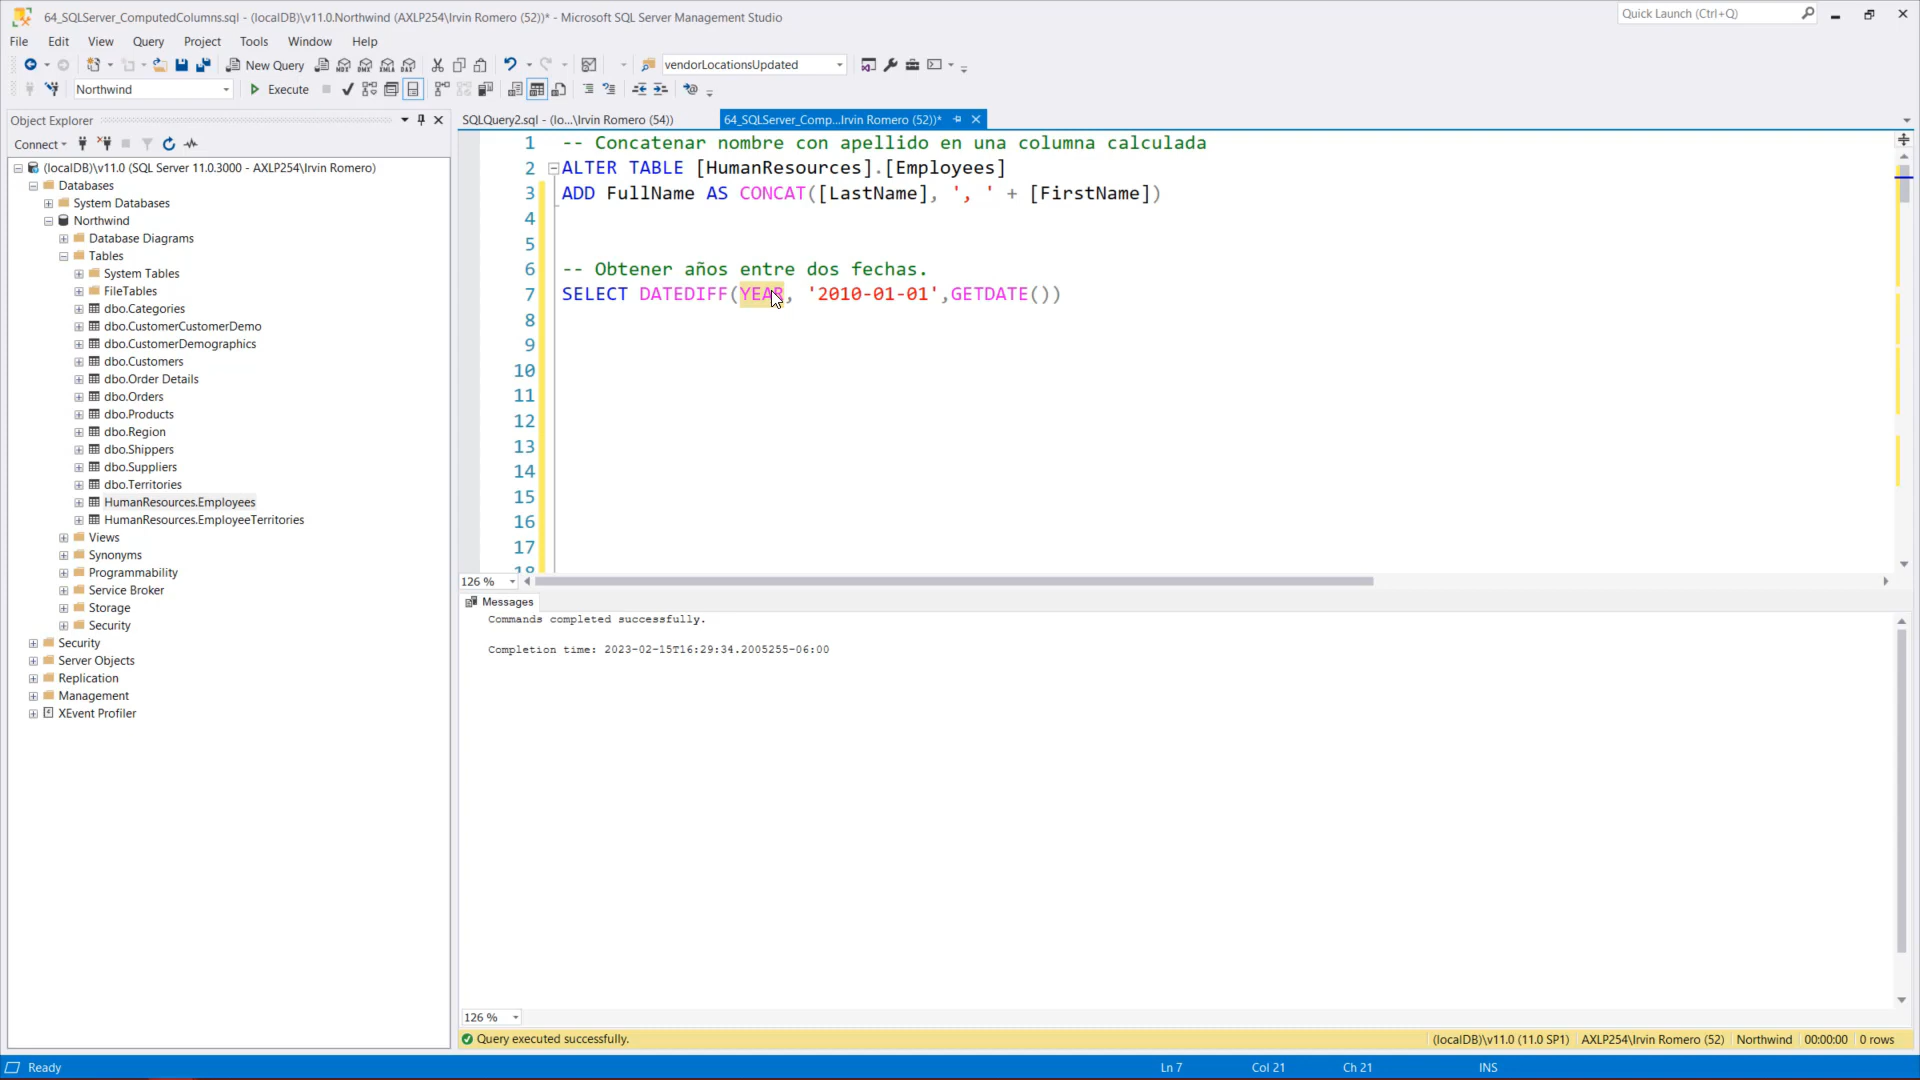 64_SQLServer_ComputedColumns.sql - (localDB)\v11.0.Northwind (AXLP254\Irvin Romero (52))* - Microsoft SQL Server Management Studio
Quick Launch (Ctrl+Q)
File Edit View Query Project Tools Window Help
New Query
vendorLocationsUpdated
Northwind
Execute
Object Explorer
Connect
(localDB)\v11.0 (SQL Server 11.0.3000 - AXLP254\Irvin Romero)
Databases
System Databases
Northwind
Database Diagrams
Tables
System Tables
FileTables
dbo.Categories
dbo.CustomerCustomerDemo
dbo.CustomerDemographics
dbo.Customers
dbo.Order Details
dbo.Orders
dbo.Products
dbo.Region
dbo.Shippers
dbo.Suppliers
dbo.Territories
HumanResources.Employees
HumanResources.EmployeeTerritories
Views
Synonyms
Programmability
Service Broker
Storage
Security
Security
Server Objects
Replication
Management
XEvent Profiler
SQLQuery2.sql - (lo...\Irvin Romero (54))
64_SQLServer_Comp...Irvin Romero (52))*
1 -- Concatenar nombre con apellido en una columna calculada
2 ALTER TABLE [HumanResources].[Employees]
3 ADD FullName AS CONCAT([LastName], ', ' + [FirstName])
4
5
6 -- Obtener años entre dos fechas.
7 SELECT DATEDIFF(YEAR, '2010-01-01',GETDATE())
8
9
10
11
12
13
14
15
16
17
18
126 %
Messages
Commands completed successfully.
Completion time: 2023-02-15T16:29:34.2005255-06:00
126 %
Query executed successfully.
(localDB)\v11.0 (11.0 SP1) AXLP254\Irvin Romero (52) Northwind 00:00:00 0 rows
Ready
Ln 7 Col 21 Ch 21 INS